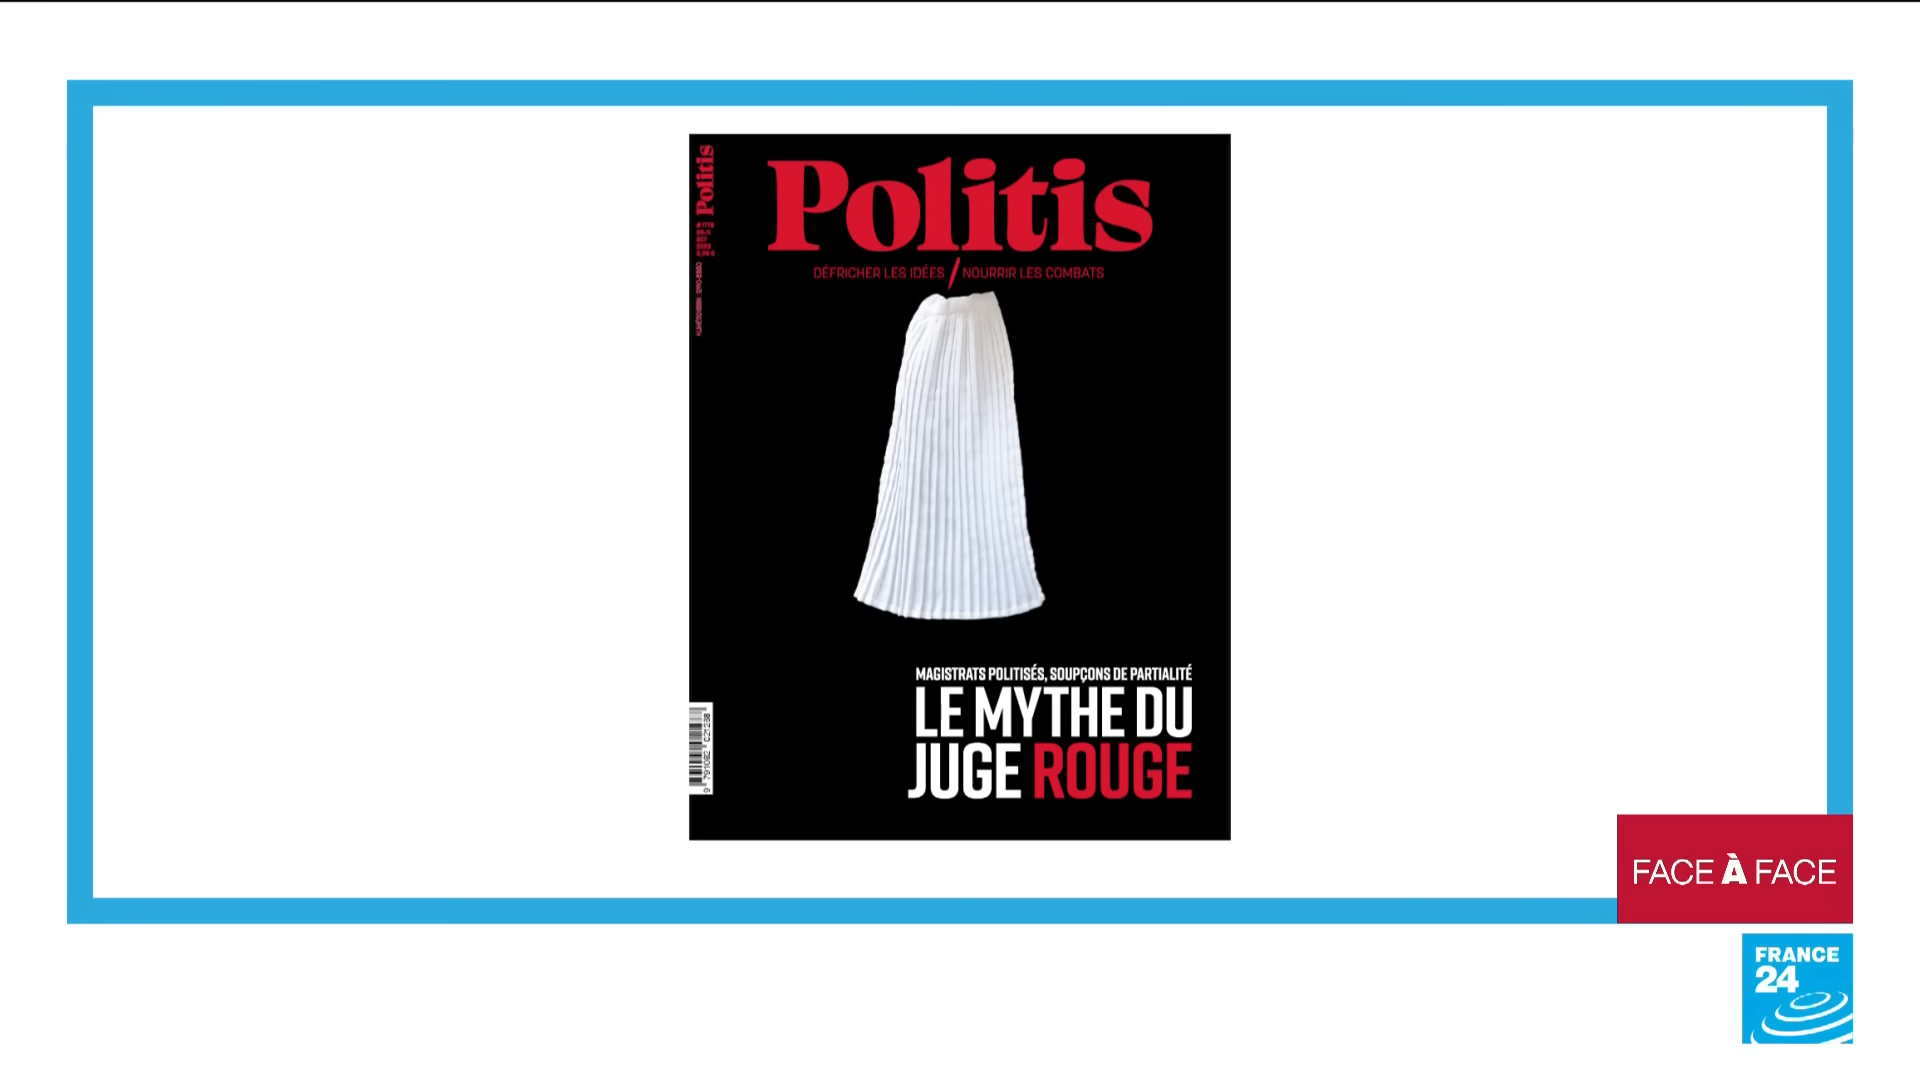 Politis
Politis
DÉFRICHER LES IDÉES / NOURRIR LES COMBATS
MAGISTRATS POLITISÉS, SOUPÇONS DE PARTIALITÉ
LE MYTHE DU
JUGE ROUGE
FACE À FACE
FRANCE
24